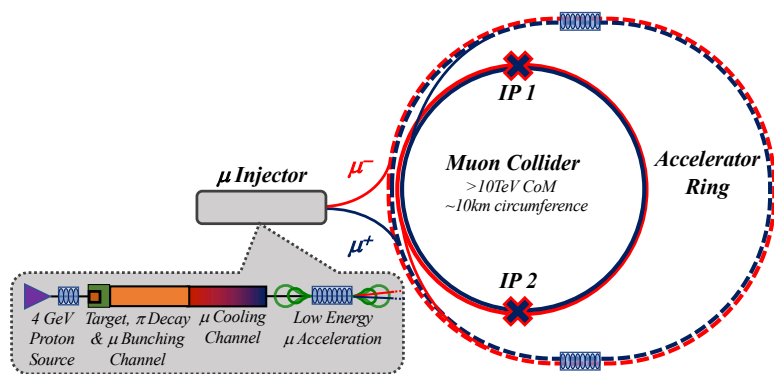 IP 1
μ⁻
Muon Collider
>10TeV CoM
~10km circumference
Accelerator
Ring
μ Injector
μ⁺
IP 2
4 GeV
Proton
Source
Target, π Decay
& μ Bunching
Channel
μ Cooling
Channel
Low Energy
μ Acceleration